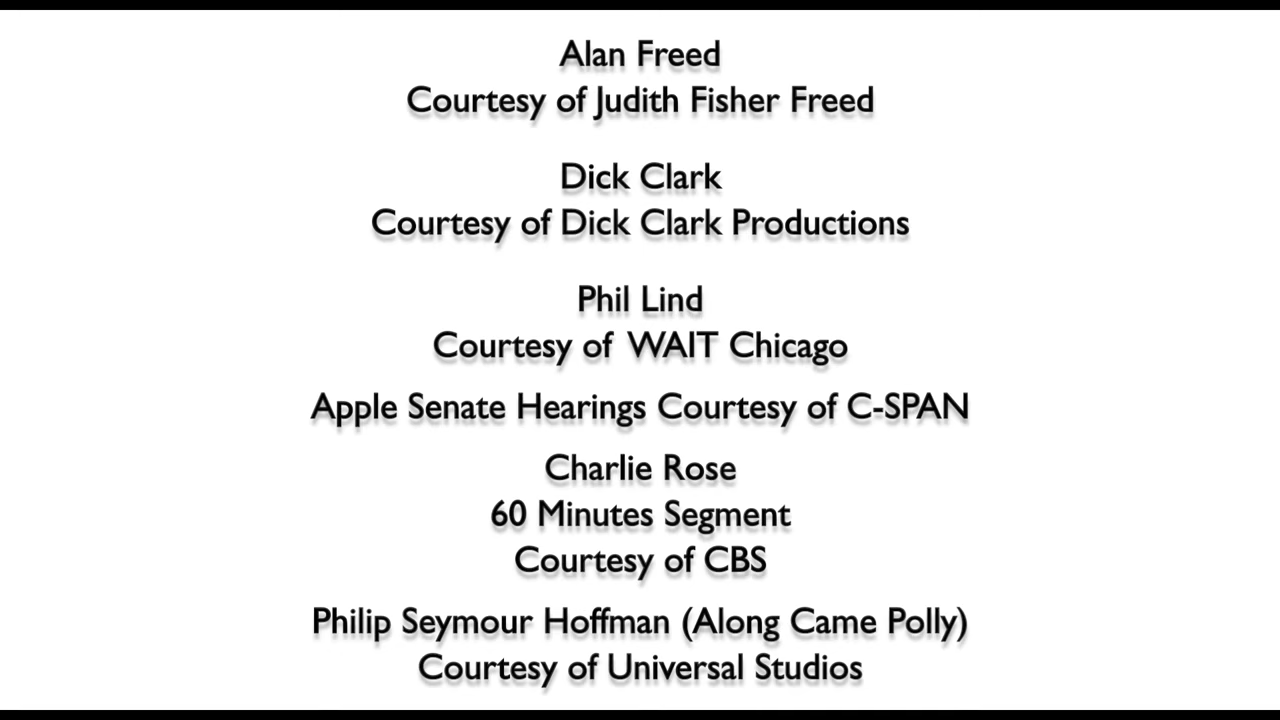 Alan Freed
Courtesy of Judith Fisher Freed
Dick Clark
Courtesy of Dick Clark Productions
Phil Lind
Courtesy of WAIT Chicago
Apple Senate Hearings Courtesy of C-SPAN
Charlie Rose
60 Minutes Segment
Courtesy of CBS
Philip Seymour Hoffman (Along Came Polly)
Courtesy of Universal Studios